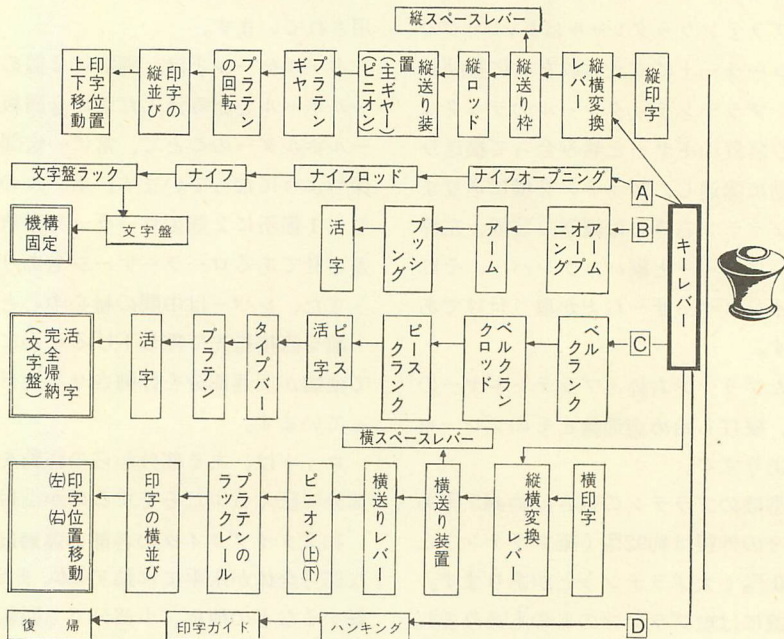 縦スペースレバー
縦印字
縦横変換
レバー
縦送り枠
縦ロッド
縦送り装
置
(主ギャー)
(ピニオン)
プラテン
ギャー
プラテン
の回転
印字の
縦並び
印字位置
上下移動
キーレバー
A
ナイフオープニング
ナイフロッド
ナイフ
文字盤ラック
文字盤
機構
固定
B
アーム
オープ
ニング
アーム
プッシ
ング
活字
C
ベル
クラク
ベルクラン
クロッド
ピース
クラク
ピース
活字
タイプバー
プラテン
活字
活字
完全帰納
(文字盤)
横スペースレバー
横印字
縦横変換
レバ
横送り装置
横送りレバー
ピニオン(上)(下)
プラテンの
ラックール
印字の横並び
印字位置移動
(左)(右)
D
ハンキング
印字ガイド
復帰